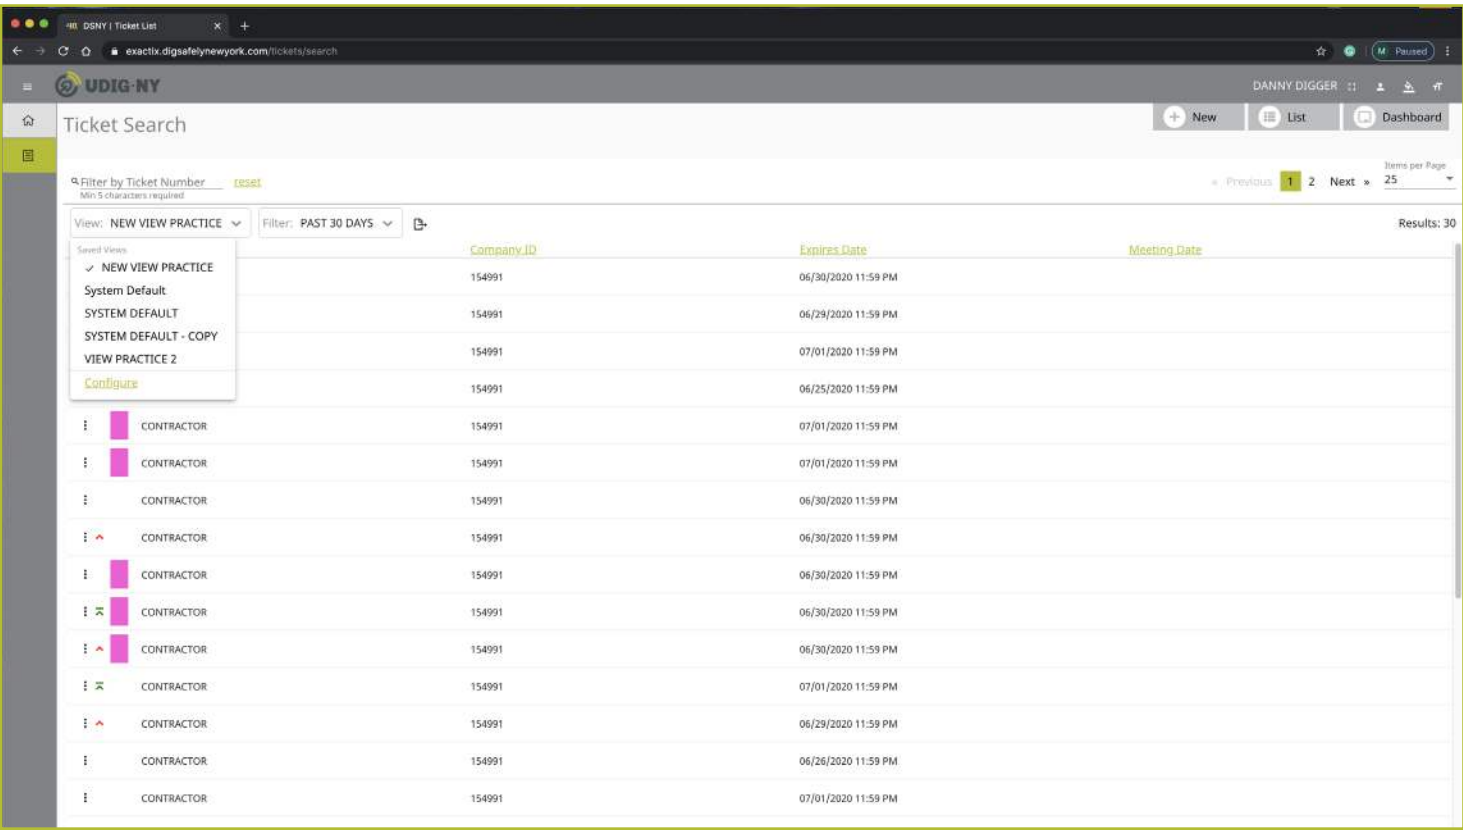 DSNY | Ticket List
exactix.digsafelynewyork.com/tickets/search
M Paused
UDIG-NY
DANNY DIGGER
Ticket Search
New
List
Dashboard
Filter by Ticket Number reset
Min 5 characters required
« Previous 1 2 Next »
Items per Page
25
View: NEW VIEW PRACTICE
Filter: PAST 30 DAYS
Results: 30
Saved Views
✓ NEW VIEW PRACTICE
System Default
SYSTEM DEFAULT
SYSTEM DEFAULT - COPY
VIEW PRACTICE 2
Configure
Company ID Expires Date Meeting Date
154991 06/30/2020 11:59 PM
154991 06/29/2020 11:59 PM
154991 07/01/2020 11:59 PM
154991 06/25/2020 11:59 PM
CONTRACTOR 154991 07/01/2020 11:59 PM
CONTRACTOR 154991 07/01/2020 11:59 PM
CONTRACTOR 154991 06/30/2020 11:59 PM
CONTRACTOR 154991 06/30/2020 11:59 PM
CONTRACTOR 154991 06/30/2020 11:59 PM
CONTRACTOR 154991 06/30/2020 11:59 PM
CONTRACTOR 154991 06/30/2020 11:59 PM
CONTRACTOR 154991 07/01/2020 11:59 PM
CONTRACTOR 154991 06/29/2020 11:59 PM
CONTRACTOR 154991 06/26/2020 11:59 PM
CONTRACTOR 154991 07/01/2020 11:59 PM